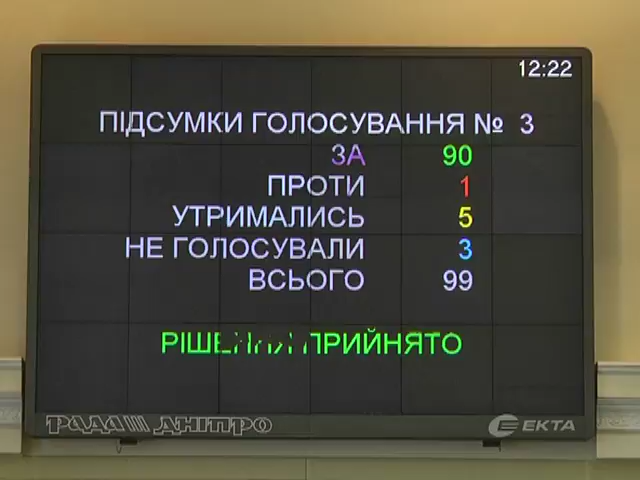 12:22
ПІДСУМКИ ГОЛОСУВАННЯ № 3
ЗА 90
ПРОТИ 1
УТРИМАЛИСЬ 5
НЕ ГОЛОСУВАЛИ 3
ВСЬОГО 99
РІШЕННЯ ПРИЙНЯТО
РАДА ДНІПРО
ЕКТА